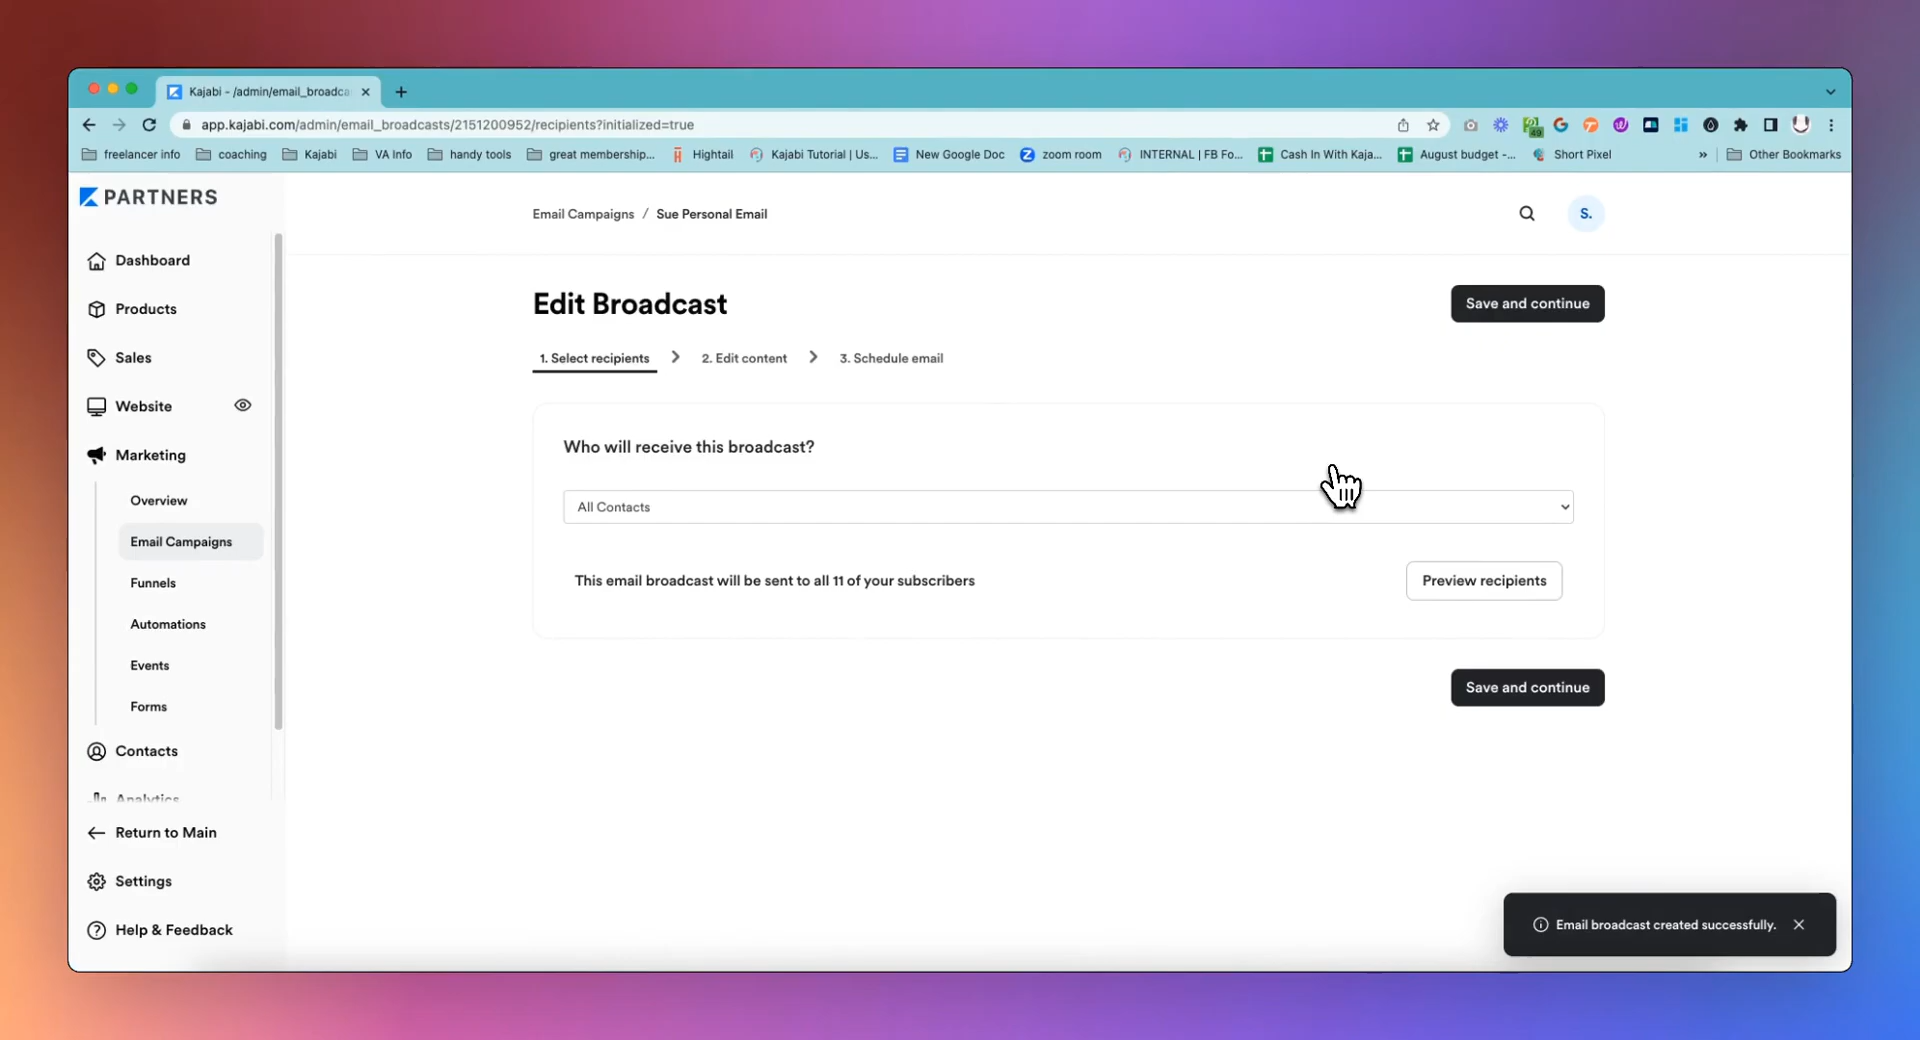 Kajabi - /admin/email_broadca
app.kajabi.com/admin/email_broadcasts/2151200952/recipients?initialized=true
49
freelancer info coaching Kajabi VA Info handy tools great membership... Hightail Kajabi Tutorial | Us... New Google Doc zoom room INTERNAL | FB Fo... Cash In With Kaja... August budget -... Short Pixel » Other Bookmarks
PARTNERS
Email Campaigns / Sue Personal Email
S.
Dashboard
Products
Sales
Website
Marketing
Overview
Email Campaigns
Funnels
Automations
Events
Forms
Contacts
Analytics
Return to Main
Settings
Help & Feedback
Edit Broadcast
Save and continue
1. Select recipients
2. Edit content
3. Schedule email
Who will receive this broadcast?
All Contacts
This email broadcast will be sent to all 11 of your subscribers
Preview recipients
Save and continue
Email broadcast created successfully.